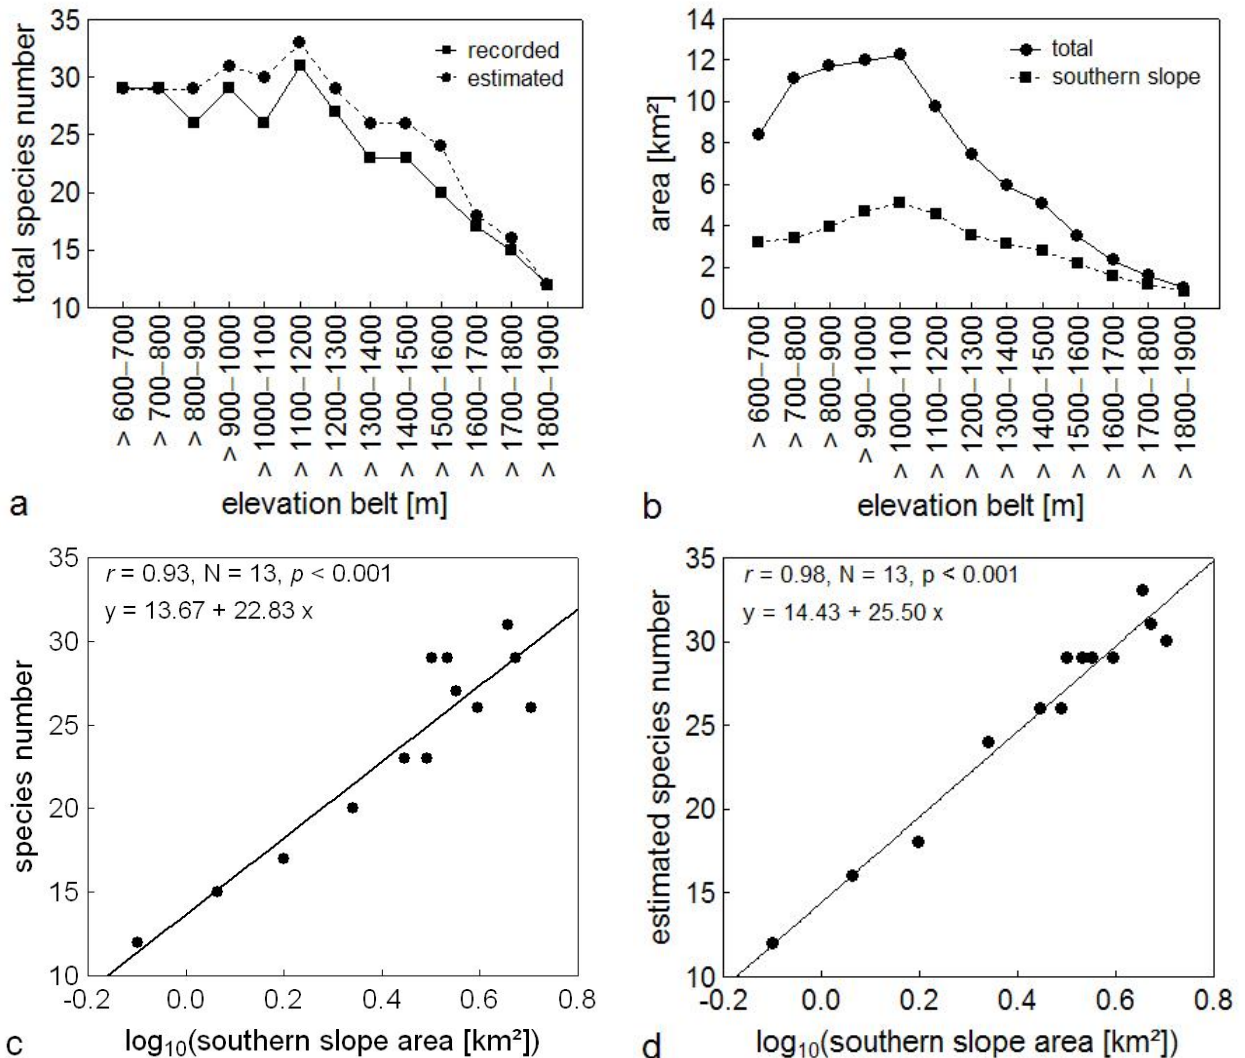 35
30
25
20
15
10
total species number
recorded
estimated
> 600–700
> 700–800
> 800–900
> 900–1000
> 1000–1100
> 1100–1200
> 1200–1300
> 1300–1400
> 1400–1500
> 1500–1600
> 1600–1700
> 1700–1800
> 1800–1900
elevation belt [m]
a
14
12
10
8
6
4
2
0
area [km²]
total
southern slope
> 600–700
> 700–800
> 800–900
> 900–1000
> 1000–1100
> 1100–1200
> 1200–1300
> 1300–1400
> 1400–1500
> 1500–1600
> 1600–1700
> 1700–1800
> 1800–1900
elevation belt [m]
b
35
30
25
20
15
10
species number
r = 0.93, N = 13, p < 0.001
y = 13.67 + 22.83 x
-0.2 0.0 0.2 0.4 0.6 0.8
log₁₀(southern slope area [km²])
c
35
30
25
20
15
10
estimated species number
r = 0.98, N = 13, p < 0.001
y = 14.43 + 25.50 x
-0.2 0.0 0.2 0.4 0.6 0.8
log₁₀(southern slope area [km²])
d